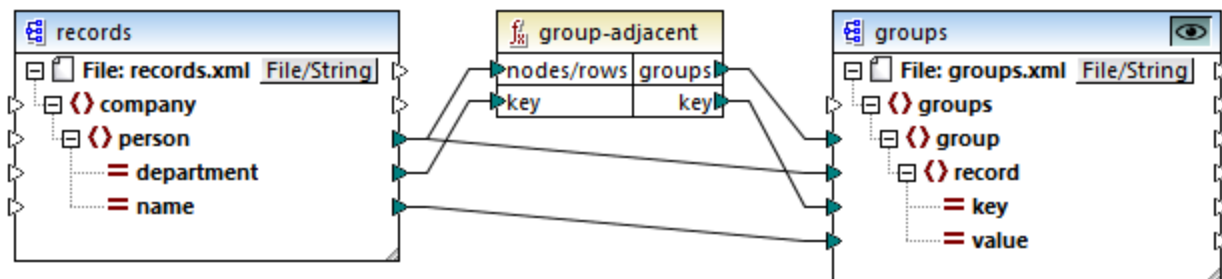 records
File: records.xml File/String
company
person
department
name
group-adjacent
nodes/rows groups
key key
groups
File: groups.xml File/String
groups
group
record
key
value